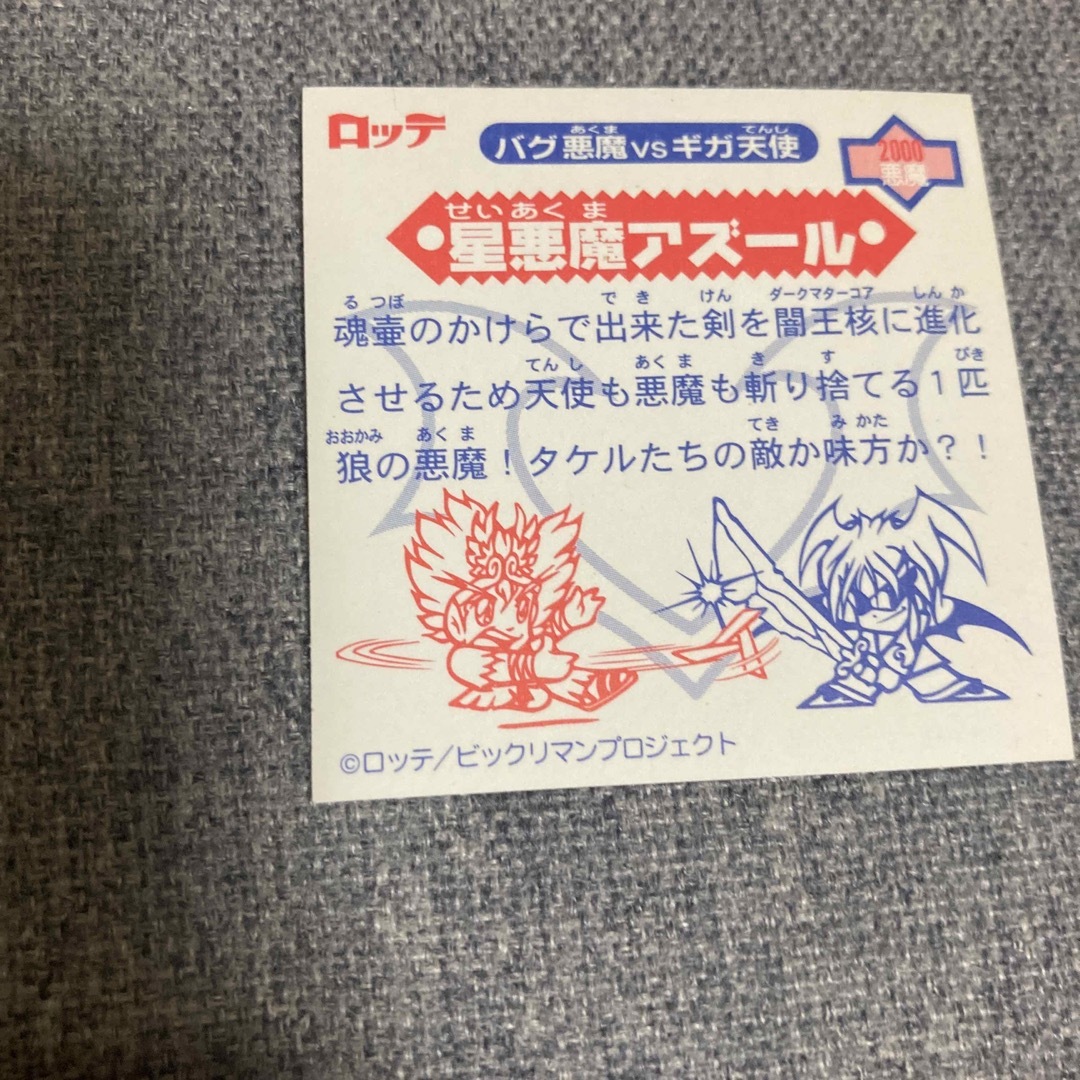 ロッテ
バグ悪魔vsギガ天使
あくま てんし
2000
悪魔
せいあくま
星悪魔アズール
るつぼ でき けん ダークマターコア しんか
魂壷のかけらで出来た剣を闇王核に進化
てんし あくま き す びき
させるため天使も悪魔も斬り捨てる1匹
おおかみ あくま てき みかた
狼の悪魔！タケルたちの敵か味方か？！
©ロッテ/ビックリマンプロジェクト